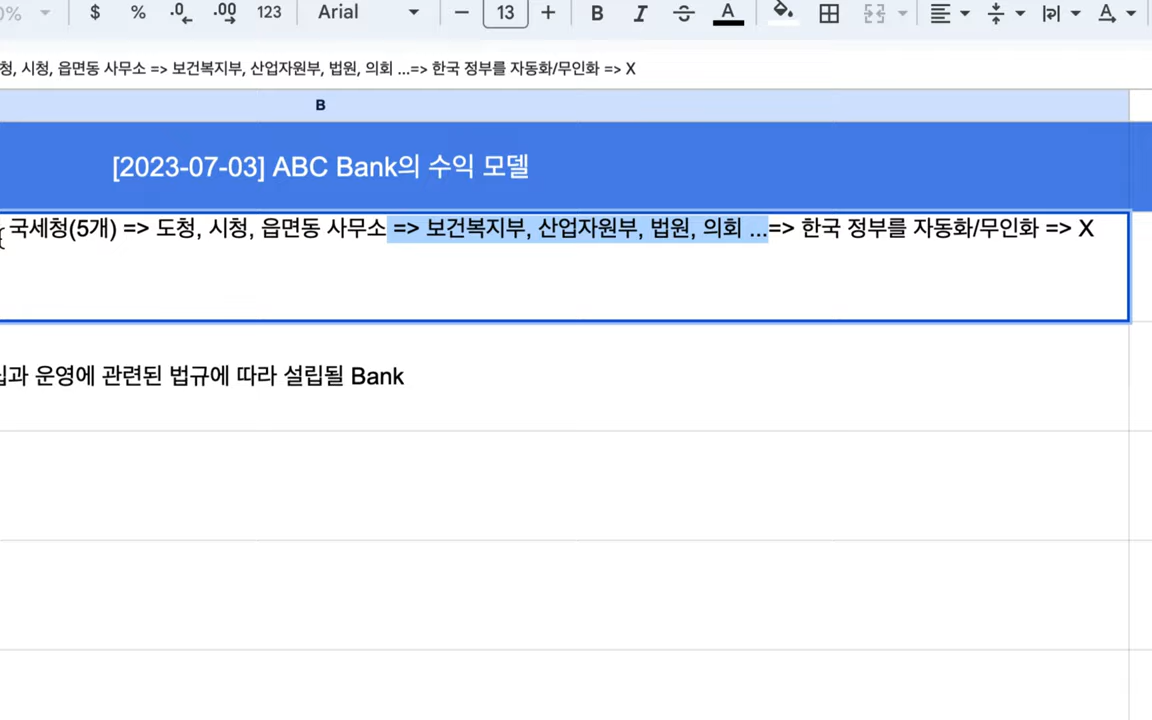 0%
$ % .0 .00 123 Arial 13 B I S A
청, 시청, 읍면동 사무소 => 보건복지부, 산업자원부, 법원, 의회 ...=> 한국 정부를 자동화/무인화 => X
B
[2023-07-03] ABC Bank의 수익 모델
국세청(5개) => 도청, 시청, 읍면동 사무소 => 보건복지부, 산업자원부, 법원, 의회 ...=> 한국 정부를 자동화/무인화 => X
과 운영에 관련된 법규에 따라 설립될 Bank